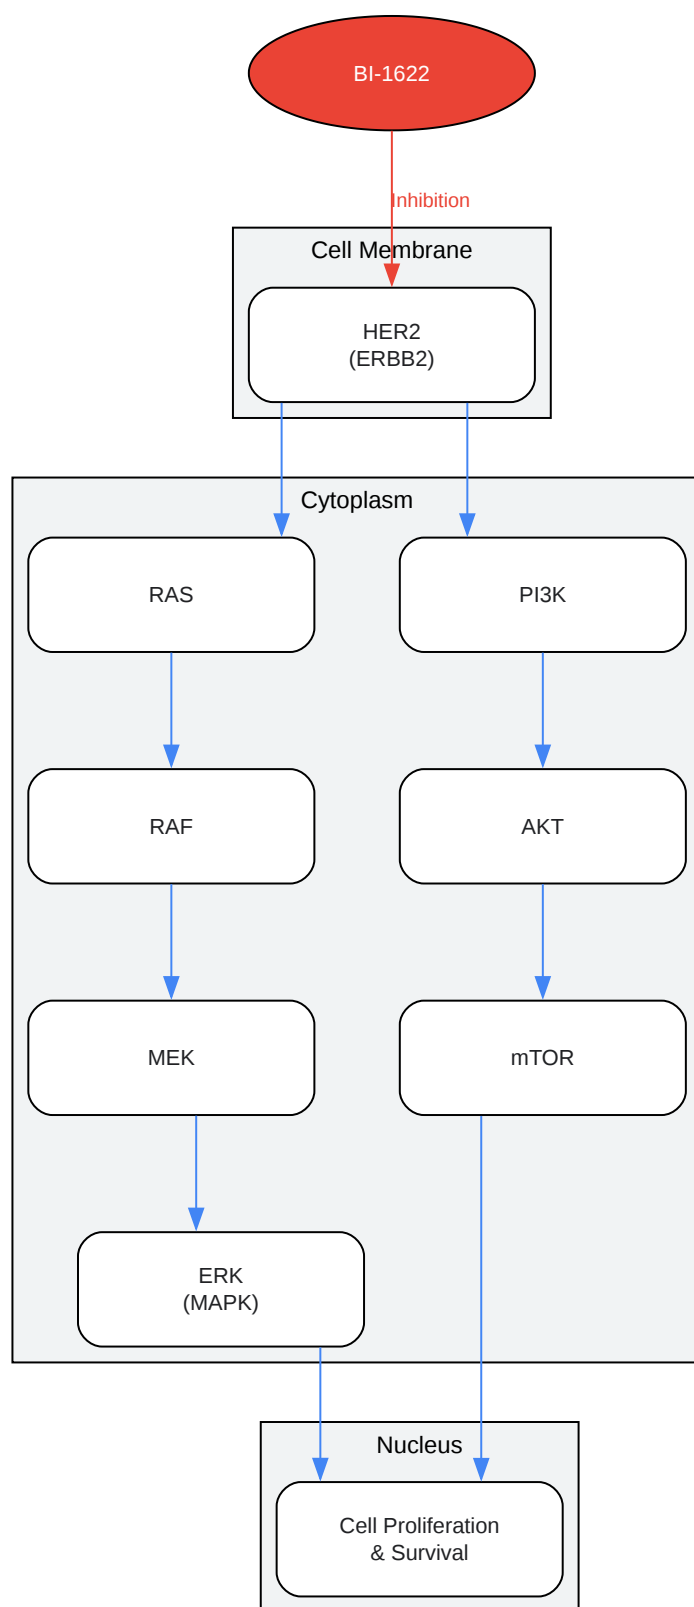 BI-1622
Inhibition
Cell Membrane
HER2
(ERBB2)
Cytoplasm
RAS
PI3K
RAF
AKT
MEK
mTOR
ERK
(MAPK)
Nucleus
Cell Proliferation
& Survival